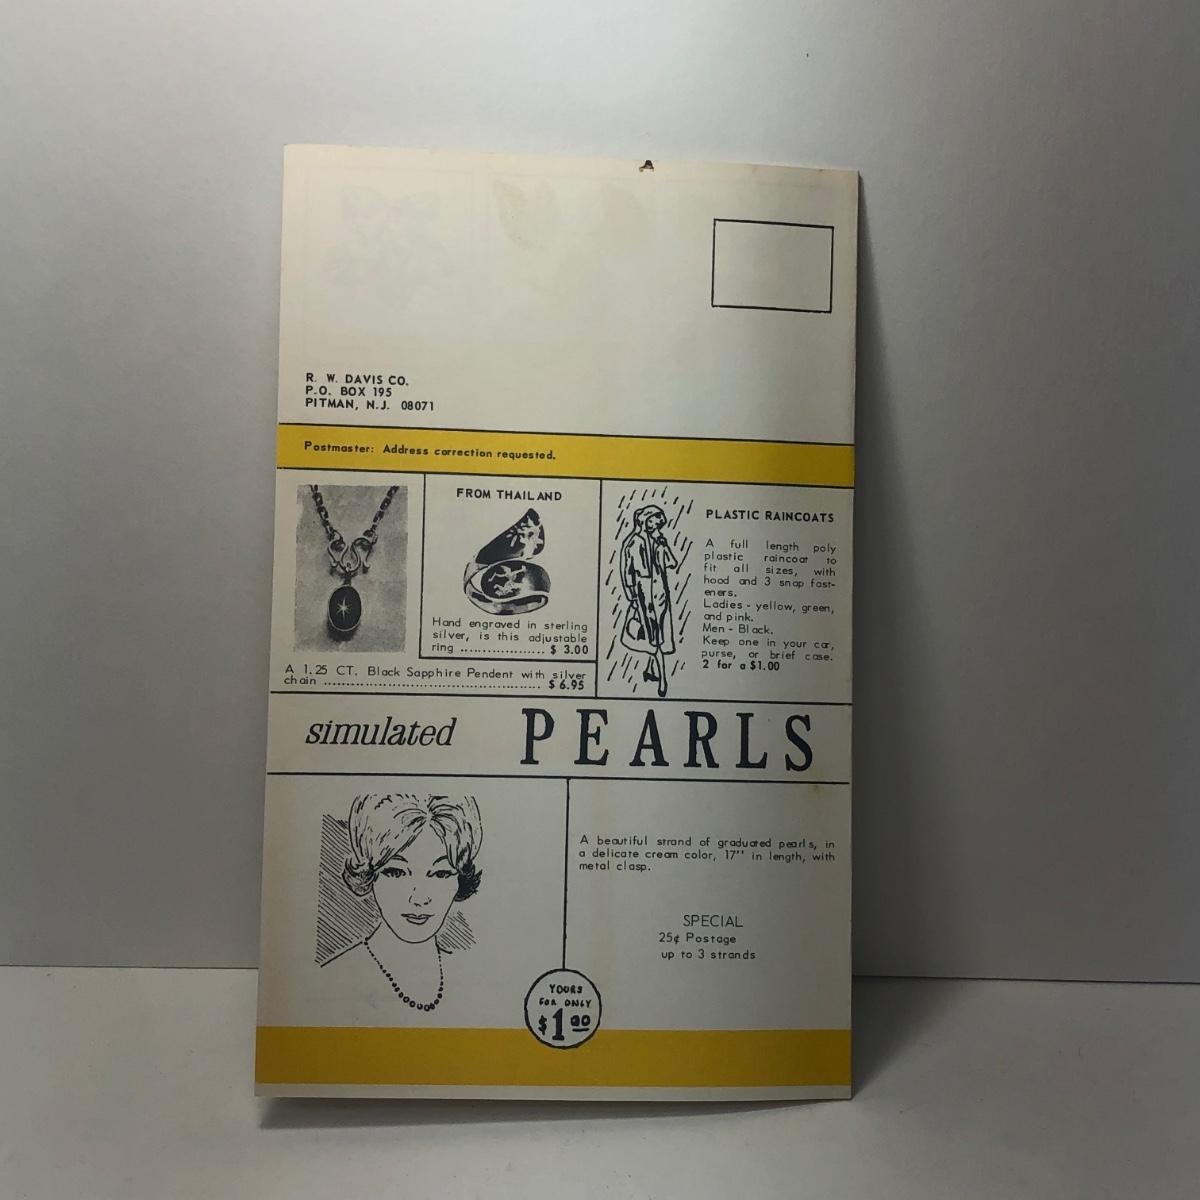 R. W. DAVIS CO.
P.O. BOX 195
PITMAN, N.J. 08071
Postmaster: Address correction requested.
A 1.25 CT. Black Sapphire Pendent with silver
chain ............................................. $6.95
FROM THAILAND
Hand engraved in sterling
silver, is this adjustable
ring ................... $ 3.00
PLASTIC RAINCOATS
A full length poly
plastic raincoat to
fit all sizes, with
hood and 3 snap fast-
eners.
Ladies - yellow, green,
and pink.
Men - Black.
Keep one in your car,
purse, or brief case.
2 for a $1.00
simulated PEARLS
A beautiful strand of graduated pearls, in
a delicate cream color, 17'' in length, with
metal clasp.
SPECIAL
25¢ Postage
up to 3 strands
YOURS
FOR ONLY
$1 00